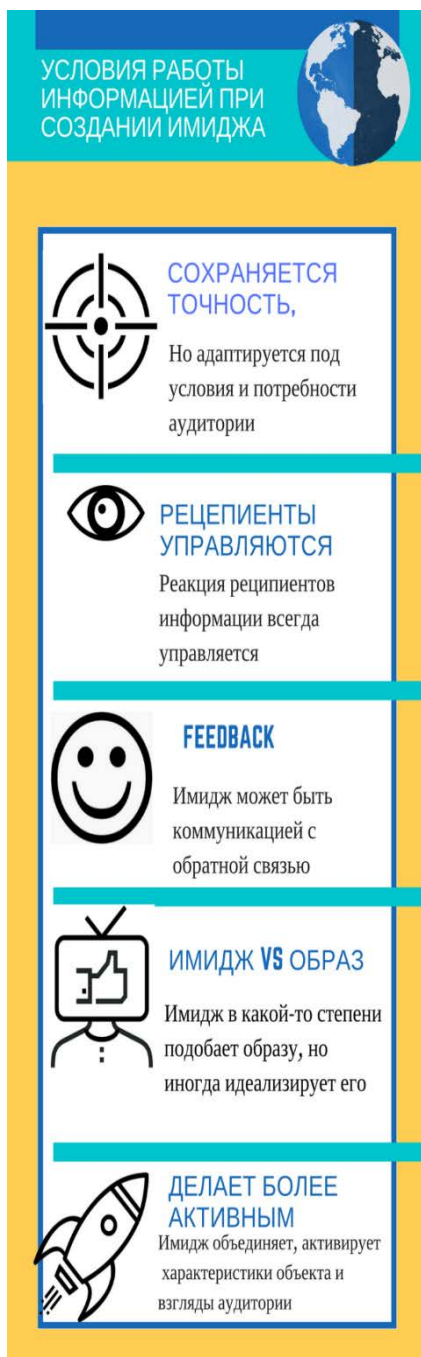 УСЛОВИЯ РАБОТЫ
ИНФОРМАЦИЕЙ ПРИ
СОЗДАНИИ ИМИДЖА
СОХРАНЯЕТСЯ
ТОЧНОСТЬ,
Но адаптируется под
условия и потребности
аудитории
РЕЦЕПИЕНТЫ
УПРАВЛЯЮТСЯ
Реакция реципиентов
информации всегда
управляется
FEEDBACK
Имидж может быть
коммуникацией с
обратной связью
ИМИДЖ VS ОБРАЗ
Имидж в какой-то степени
подобает образу, но
иногда идеализирует его
ДЕЛАЕТ БОЛЕЕ
АКТИВНЫМ
Имидж объединяет, активирует
характеристики объекта и
взгляды аудитории